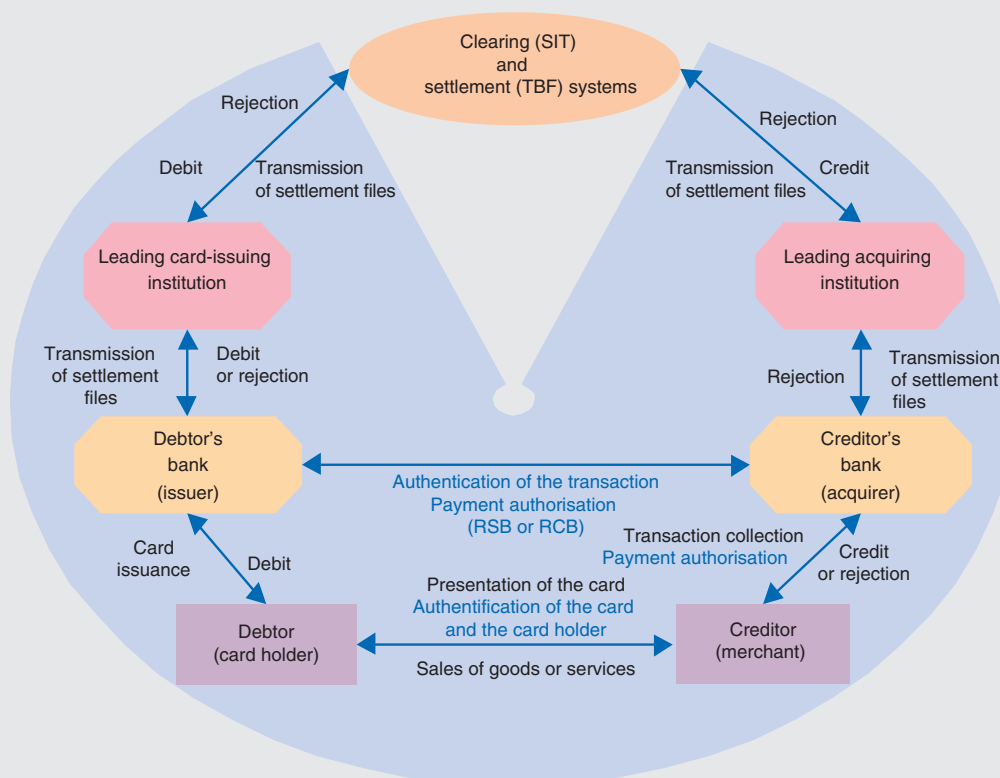 Clearing (SIT)
and
settlement (TBF) systems
Rejection
Debit
Transmission
of settlement files
Rejection
Transmission
of settlement files
Credit
Leading card-issuing
institution
Leading acquiring
institution
Transmission
of settlement
files
Debit
or rejection
Rejection
Transmission
of settlement
files
Debtor's
bank
(issuer)
Creditor's
bank
(acquirer)
Authentication of the transaction
Payment authorisation
(RSB or RCB)
Card
issuance
Debit
Transaction collection
Payment authorisation
Credit
or rejection
Presentation of the card
Authentification of the card
and the card holder
Sales of goods or services
Debtor
(card holder)
Creditor
(merchant)